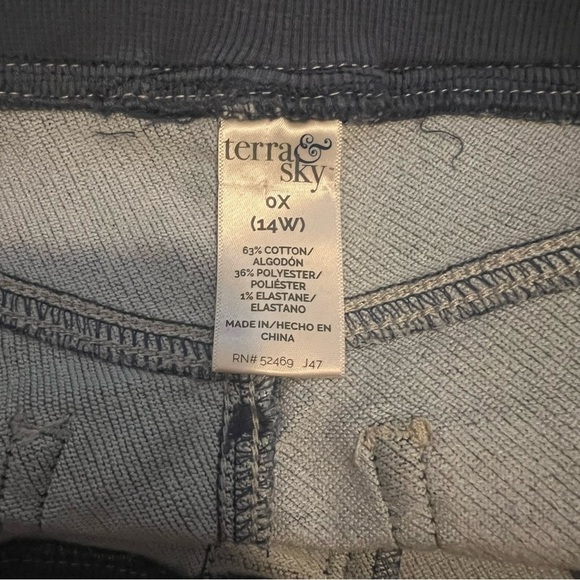 terra &
sky™
0X
(14W)
63% COTTON/
ALGODÓN
36% POLYESTER/
POLIÉSTER
1% ELASTANE/
ELASTANO
MADE IN/HECHO EN
CHINA
RN# 52469 J47